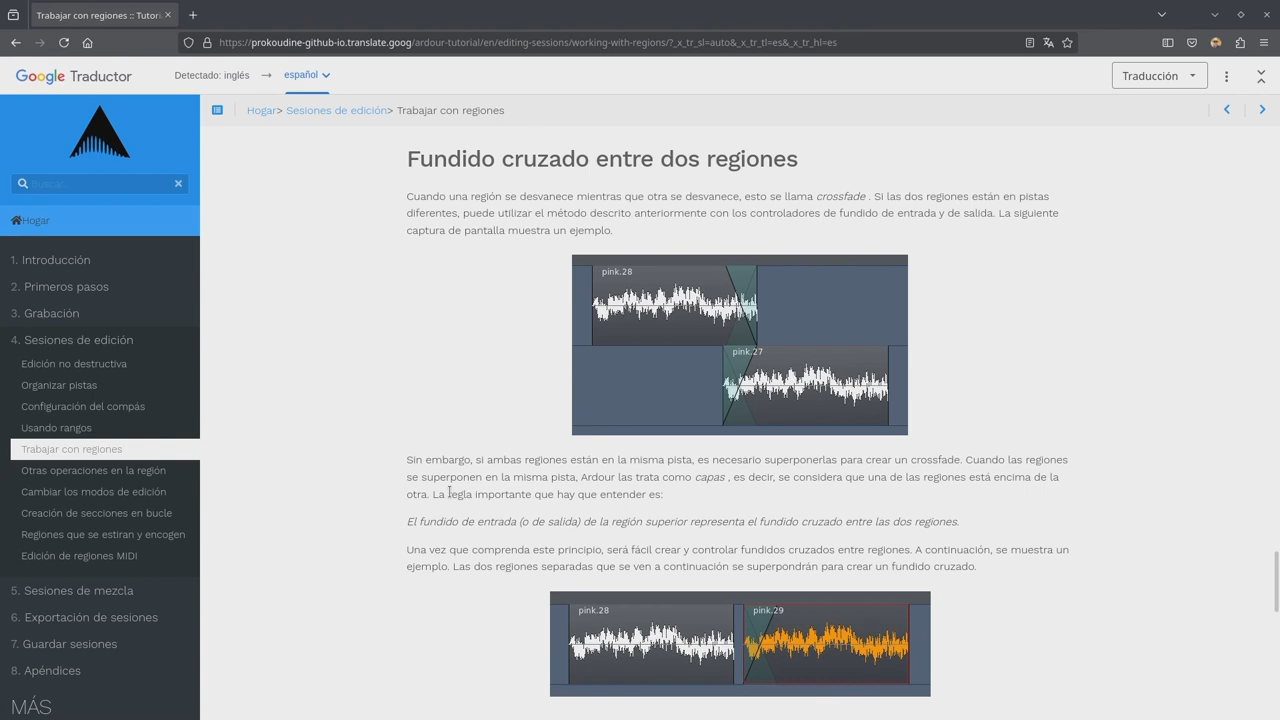 Trabajar con regiones :: Tutori
https://prokoudine-github-io.translate.goog/ardour-tutorial/en/editing-sessions/working-with-regions/?_x_tr_sl=auto&_x_tr_tl=es&_x_tr_hl=es
Google Traductor
Detectado: inglés → español
Traducción
Hogar> Sesiones de edición> Trabajar con regiones
Buscar...
Hogar
1. Introducción
2. Primeros pasos
3. Grabación
4. Sesiones de edición
Edición no destructiva
Organizar pistas
Configuración del compás
Usando rangos
Trabajar con regiones
Otras operaciones en la región
Cambiar los modos de edición
Creación de secciones en bucle
Regiones que se estiran y encogen
Edición de regiones MIDI
5. Sesiones de mezcla
6. Exportación de sesiones
7. Guardar sesiones
8. Apéndices
MÁS
Fundido cruzado entre dos regiones
Cuando una región se desvanece mientras que otra se desvanece, esto se llama crossfade . Si las dos regiones están en pistas
diferentes, puede utilizar el método descrito anteriormente con los controladores de fundido de entrada y de salida. La siguiente
captura de pantalla muestra un ejemplo.
pink.28
pink.27
Sin embargo, si ambas regiones están en la misma pista, es necesario superponerlas para crear un crossfade. Cuando las regiones
se superponen en la misma pista, Ardour las trata como capas , es decir, se considera que una de las regiones está encima de la
otra. La regla importante que hay que entender es:
El fundido de entrada (o de salida) de la región superior representa el fundido cruzado entre las dos regiones.
Una vez que comprenda este principio, será fácil crear y controlar fundidos cruzados entre regiones. A continuación, se muestra un
ejemplo. Las dos regiones separadas que se ven a continuación se superpondrán para crear un fundido cruzado.
pink.28
pink.29